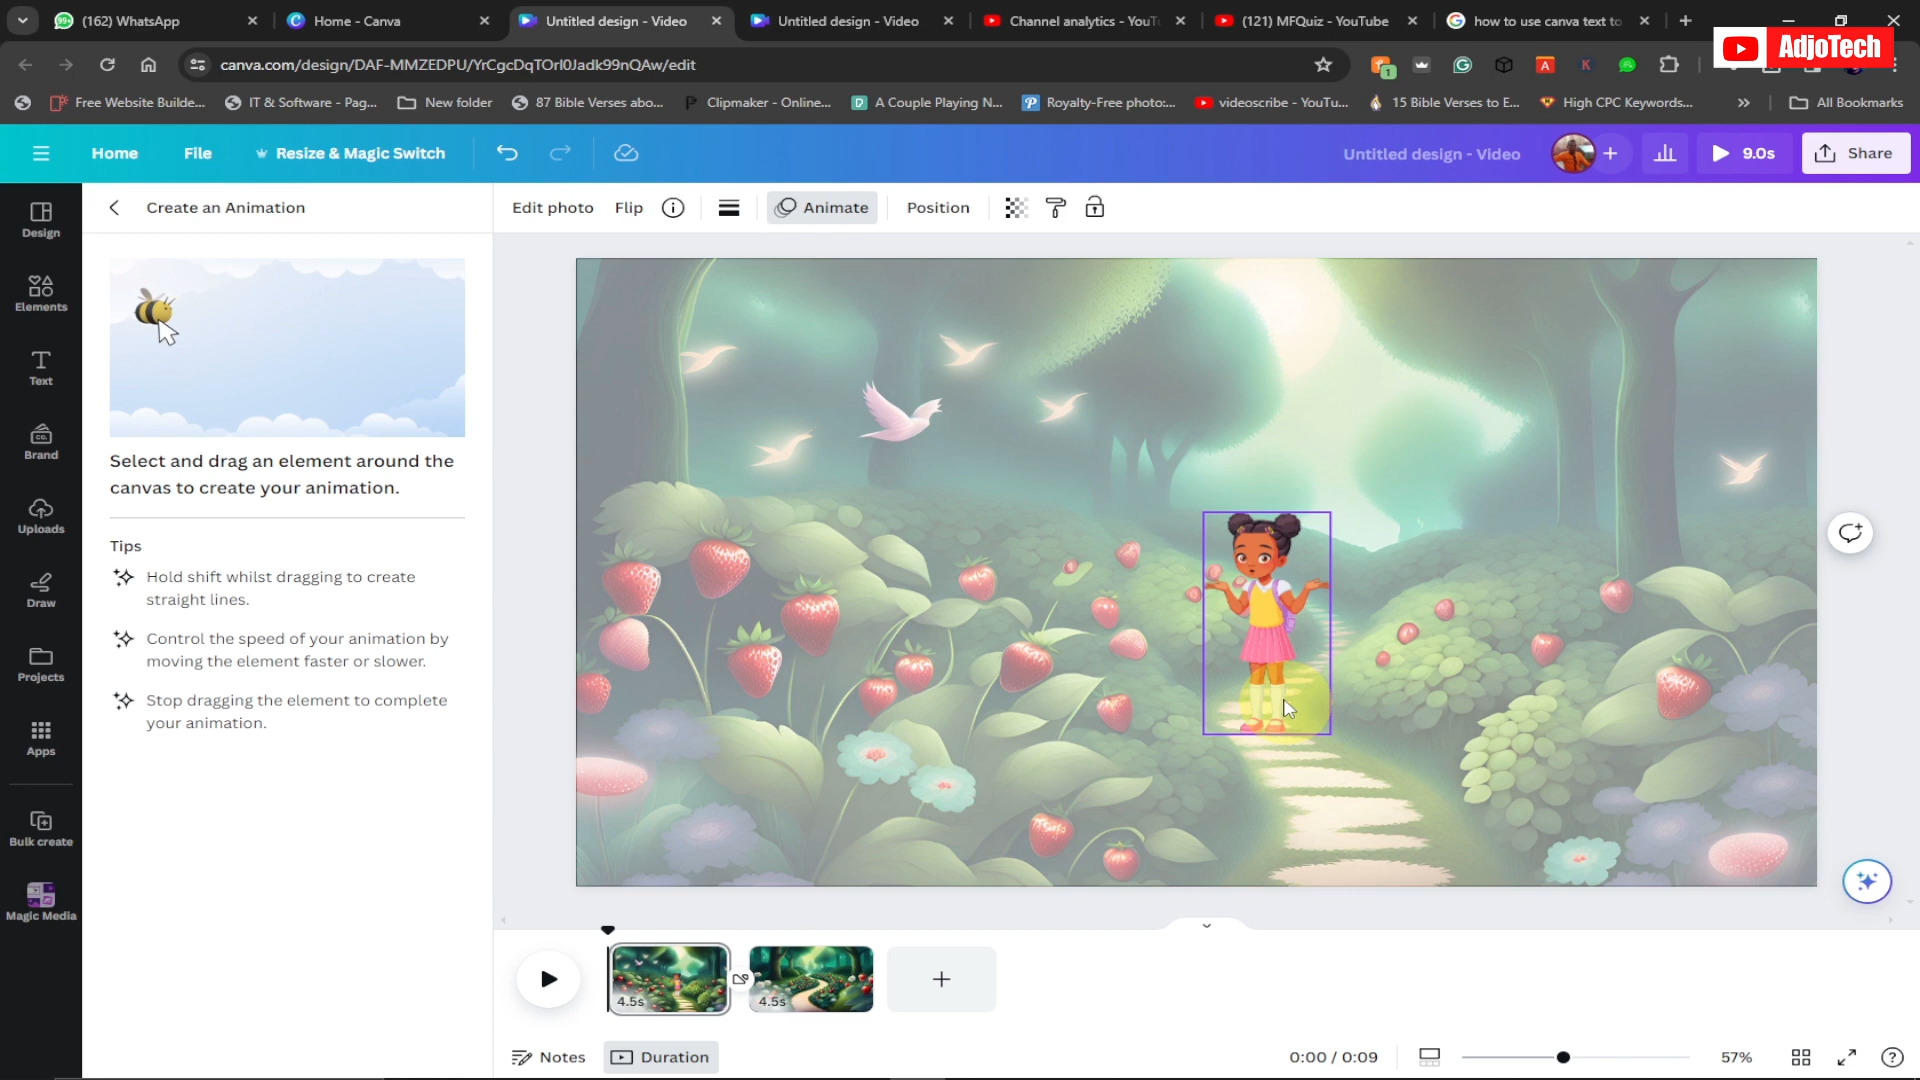 (162) WhatsApp
Home - Canva
Untitled design - Video
Untitled design - Video
Channel analytics - YouT
(121) MFQuiz - YouTube
how to use canva text to
AdjoTech
canva.com/design/DAF-MMZEDPU/YrCgcDqTOrI0Jadk99nQAw/edit
Free Website Builde...
IT & Software - Pag...
New folder
87 Bible Verses abo...
Clipmaker - Online...
A Couple Playing N...
Royalty-Free photo:...
videoscribe - YouTu...
15 Bible Verses to E...
High CPC Keywords...
All Bookmarks
Home
File
Resize & Magic Switch
Untitled design - Video
9.0s
Share
Create an Animation
Edit photo
Flip
Animate
Position
Design
Elements
Text
Brand
Uploads
Draw
Projects
Apps
Bulk create
Magic Media
Select and drag an element around the
canvas to create your animation.
Tips
Hold shift whilst dragging to create
straight lines.
Control the speed of your animation by
moving the element faster or slower.
Stop dragging the element to complete
your animation.
4.5s
4.5s
Notes
Duration
0:00 / 0:09
57%